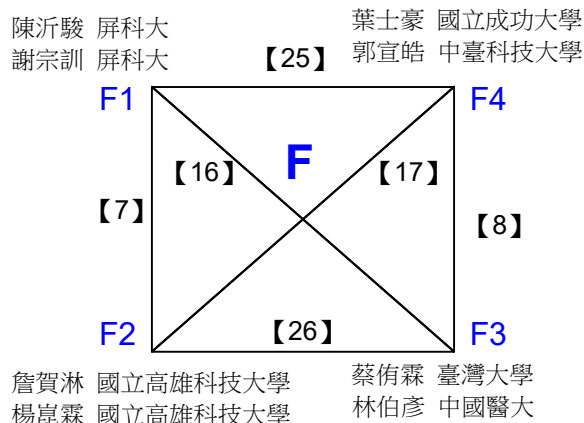 陳沂駿 屏科大
謝宗訓 屏科大
葉士豪 國立成功大學
郭宣皓 中臺科技大學
【25】
F1
F4
【16】
F
【17】
【7】
【8】
F2
【26】
F3
詹賀淋 國立高雄科技大學
楊崑霖 國立高雄科技大學
蔡侑霖 臺灣大學
林伯彥 中國醫大